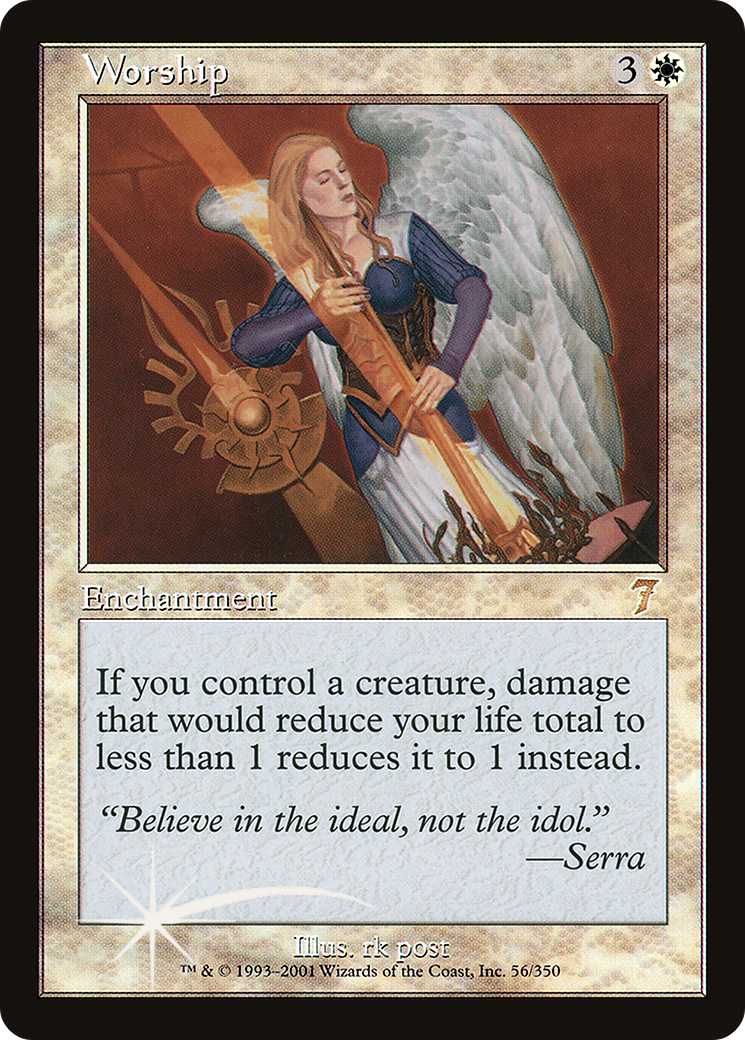 Worship 3
Enchantment 7
If you control a creature, damage
that would reduce your life total to
less than 1 reduces it to 1 instead.
“Believe in the ideal, not the idol.”
—Serra
Illus. rk post
™ & © 1993–2001 Wizards of the Coast, Inc. 56/350